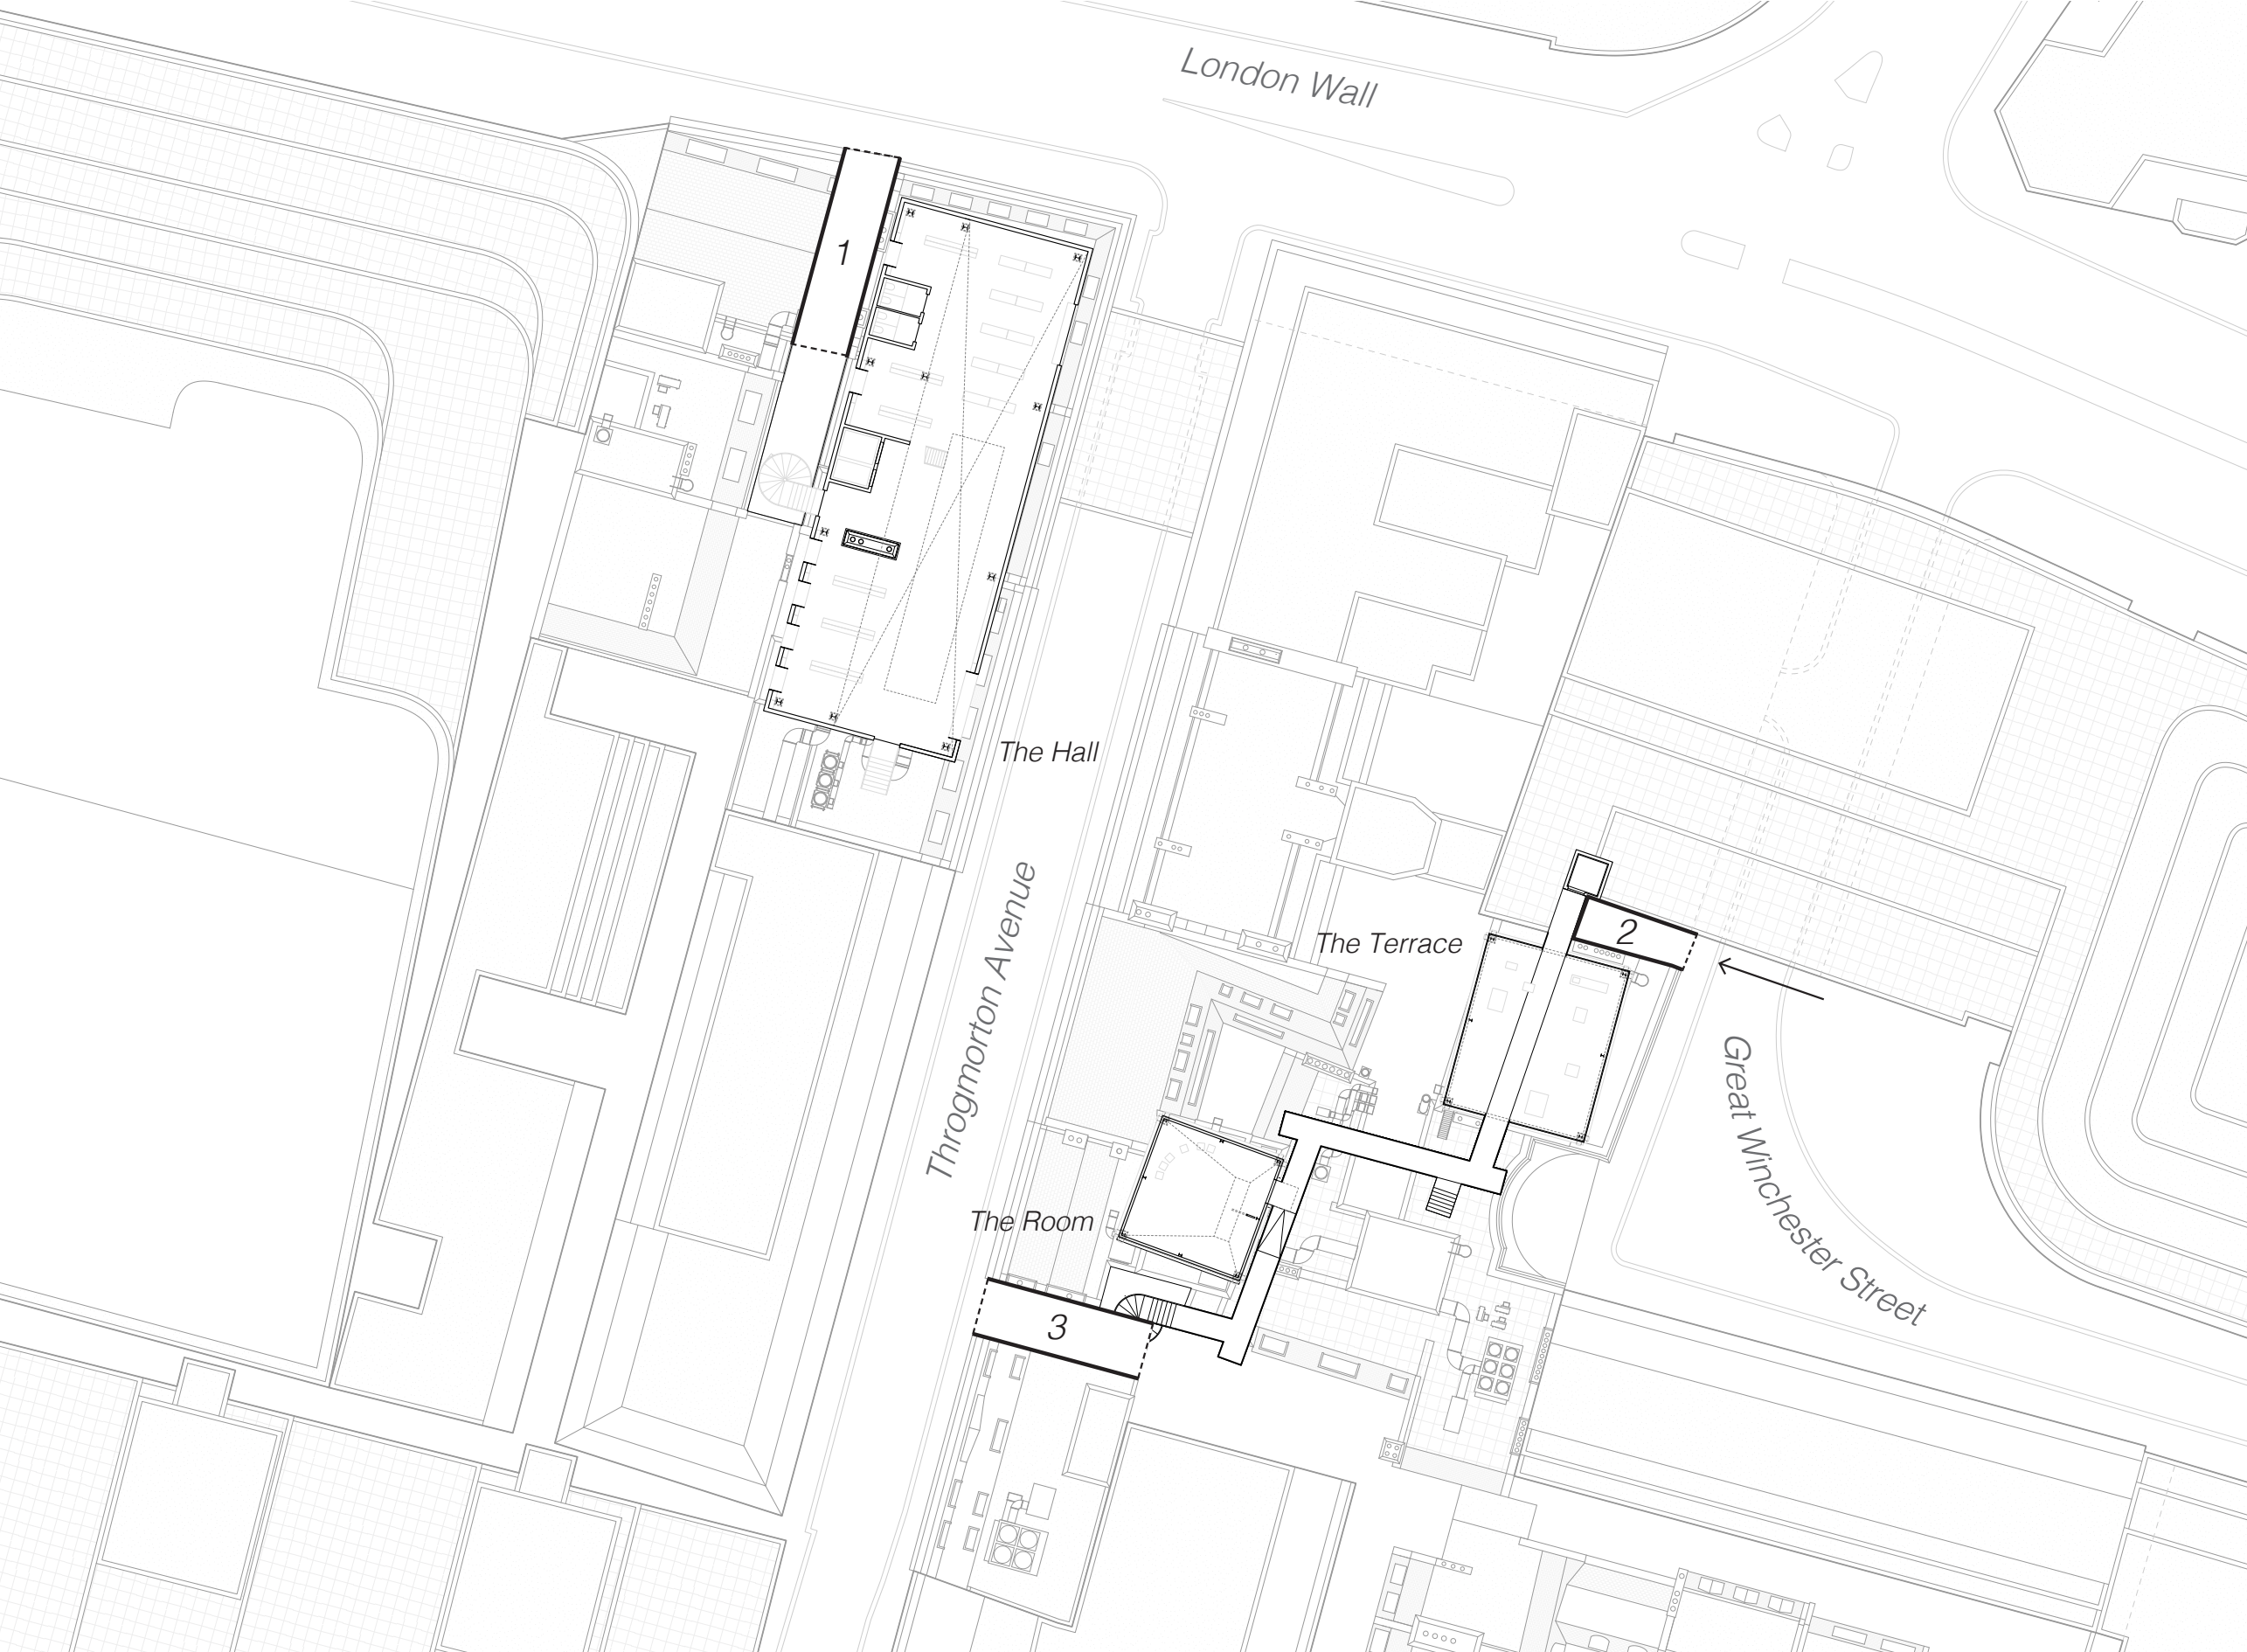 London Wall
1
The Hall
Throgmorton Avenue
The Terrace
2
Great Winchester Street
The Room
3